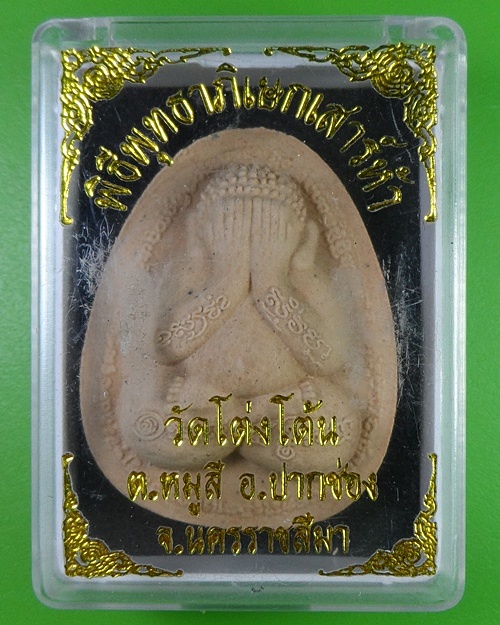 พิธีพุทธาภิเษกเสาร์ห้า
วัดโต่งโต้น
ต.หมูสี อ.ปากช่อง
จ.นครราชสีมา